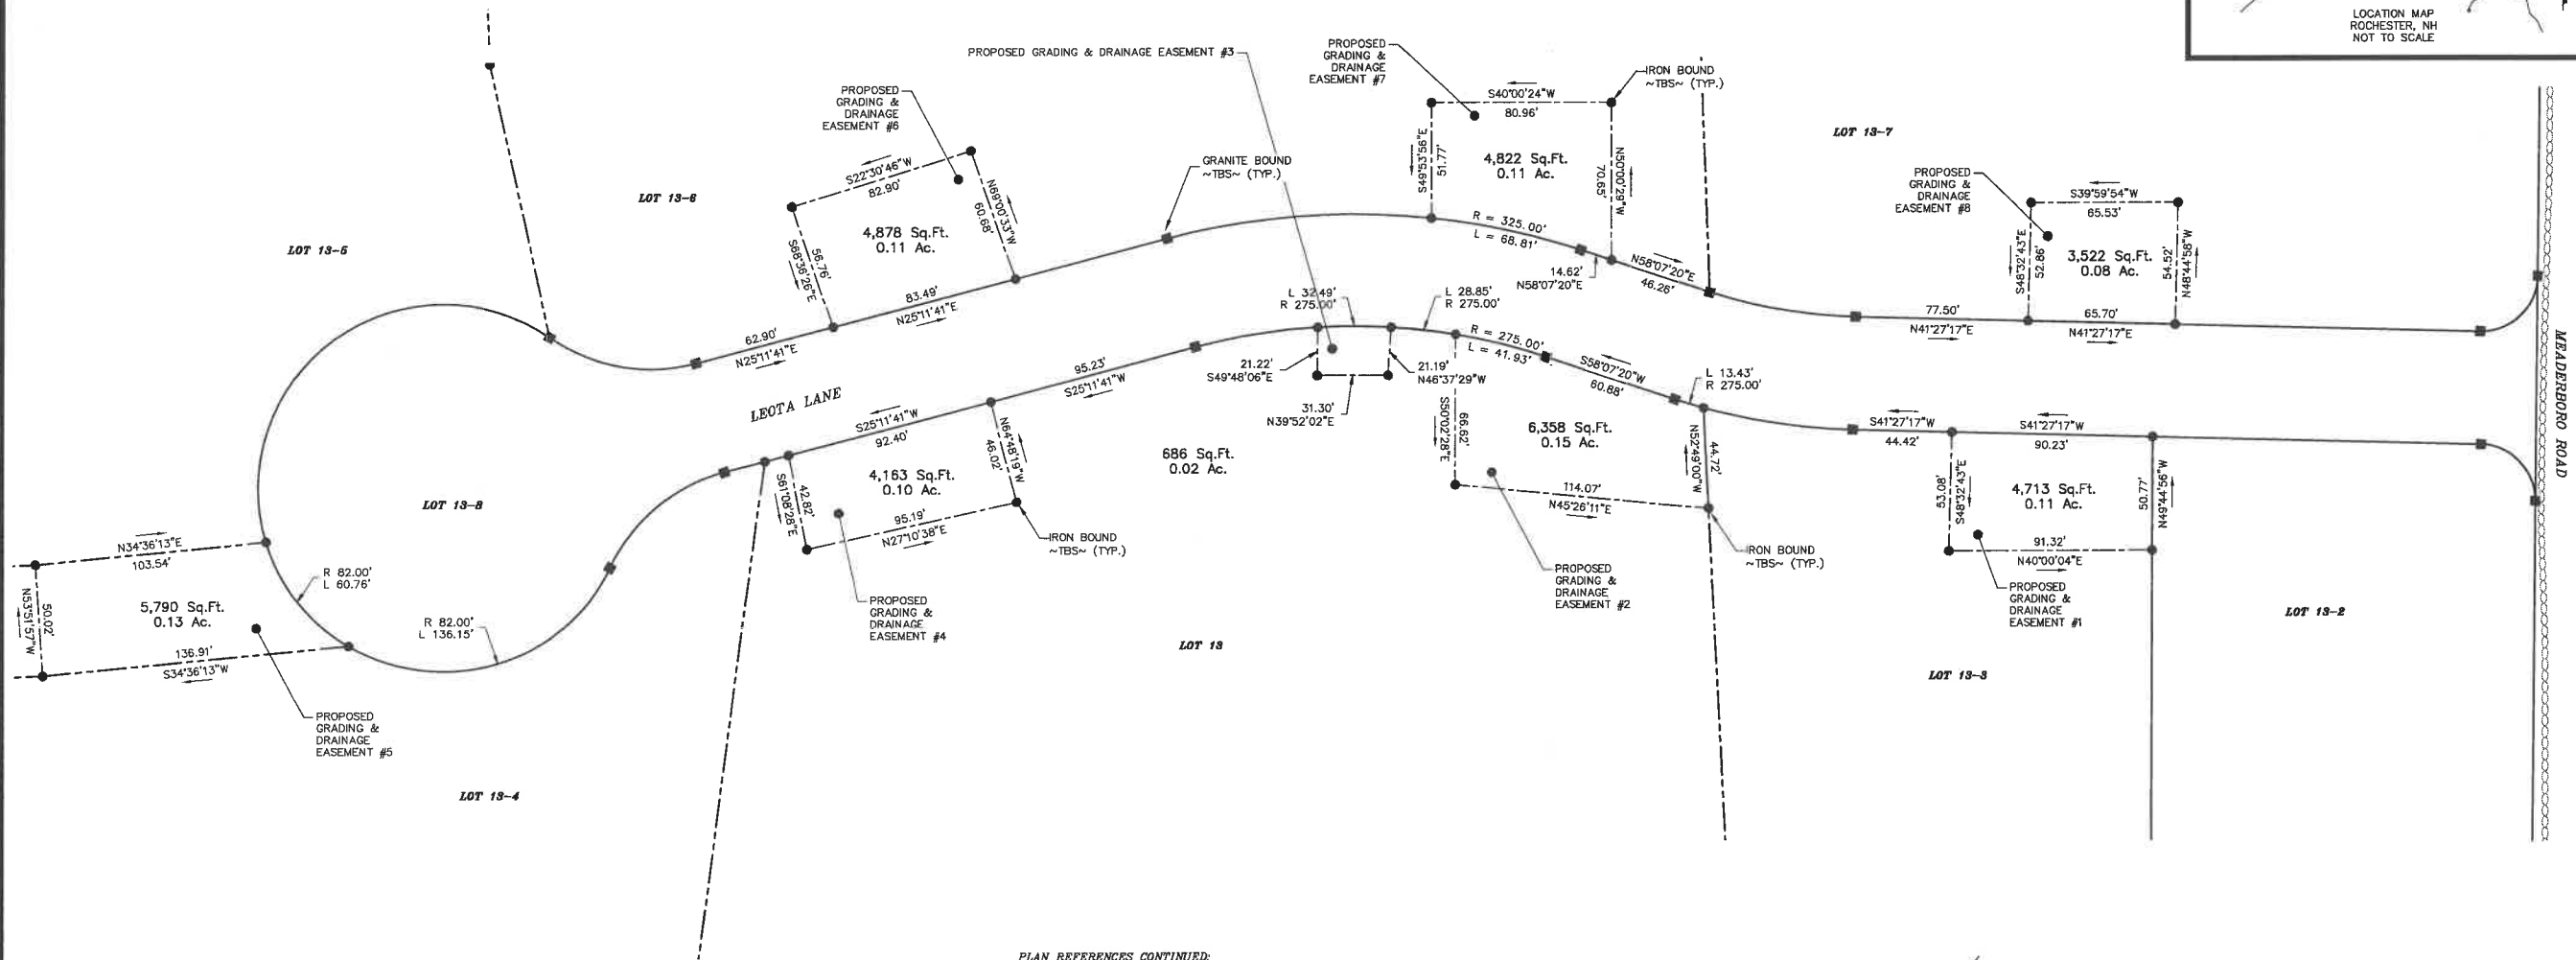 LOCATION MAP
ROCHESTER, NH
NOT TO SCALE
PROPOSED GRADING & DRAINAGE EASEMENT #3
PROPOSED
GRADING &
DRAINAGE
EASEMENT #7
IRON BOUND
~TBS~ (TYP.)
S40°00'24"W
80.96'
S49°53'56"E
51.77'
4,822 Sq.Ft.
0.11 Ac.
N50°00'29"W
70.65'
LOT 13-7
PROPOSED
GRADING &
DRAINAGE
EASEMENT #6
S22°30'46"W
82.90'
GRANITE BOUND
~TBS~ (TYP.)
N69°00'33"W
60.68'
4,878 Sq.Ft.
0.11 Ac.
S68°36'26"E
56.76'
83.49'
N25°11'41"E
62.90'
N25°11'41"E
LOT 13-6
LOT 13-5
PROPOSED
GRADING &
DRAINAGE
EASEMENT #8
S39°59'54"W
65.53'
S48°32'43"E
52.86'
3,522 Sq.Ft.
0.08 Ac.
54.52'
N48°44'58"W
R = 325.00'
L = 68.81'
14.62'
N58°07'20"E
N58°07'20"E
46.26'
77.50'
N41°27'17"E
65.70'
N41°27'17"E
MEADERBORO ROAD
L 32.49'
R 275.00'
L 28.85'
R 275.00'
R = 275.00'
L = 41.93'
S58°07'20"W
60.88'
L 13.43'
R 275.00'
21.22'
S49°48'06"E
21.19'
N46°37'29"W
31.30'
N39°52'02"E
95.23'
S25°11'41"W
LEOTA LANE
S25°11'41"W
92.40'
N64°48'19"W
46.02'
4,163 Sq.Ft.
0.10 Ac.
S61°08'28"E
42.82'
95.19'
N27°10'38"E
IRON BOUND
~TBS~ (TYP.)
686 Sq.Ft.
0.02 Ac.
S50°02'28"E
66.62'
6,358 Sq.Ft.
0.15 Ac.
N52°49'00"W
44.72'
114.07'
N45°26'11"E
IRON BOUND
~TBS~ (TYP.)
S41°27'17"W
44.42'
S41°27'17"W
90.23'
53.08'
S48°32'43"E
4,713 Sq.Ft.
0.11 Ac.
50.77'
N49°44'56"W
91.32'
N40°00'04"E
PROPOSED
GRADING &
DRAINAGE
EASEMENT #1
PROPOSED
GRADING &
DRAINAGE
EASEMENT #2
PROPOSED
GRADING &
DRAINAGE
EASEMENT #4
LOT 13-8
N34°36'13"E
103.54'
R 82.00'
L 60.76'
N53°51'57"W
50.02'
5,790 Sq.Ft.
0.13 Ac.
R 82.00'
L 136.15'
136.91'
S34°36'13"W
PROPOSED
GRADING &
DRAINAGE
EASEMENT #5
LOT 13-4
LOT 13
LOT 13-3
LOT 13-2
PLAN REFERENCES CONTINUED: